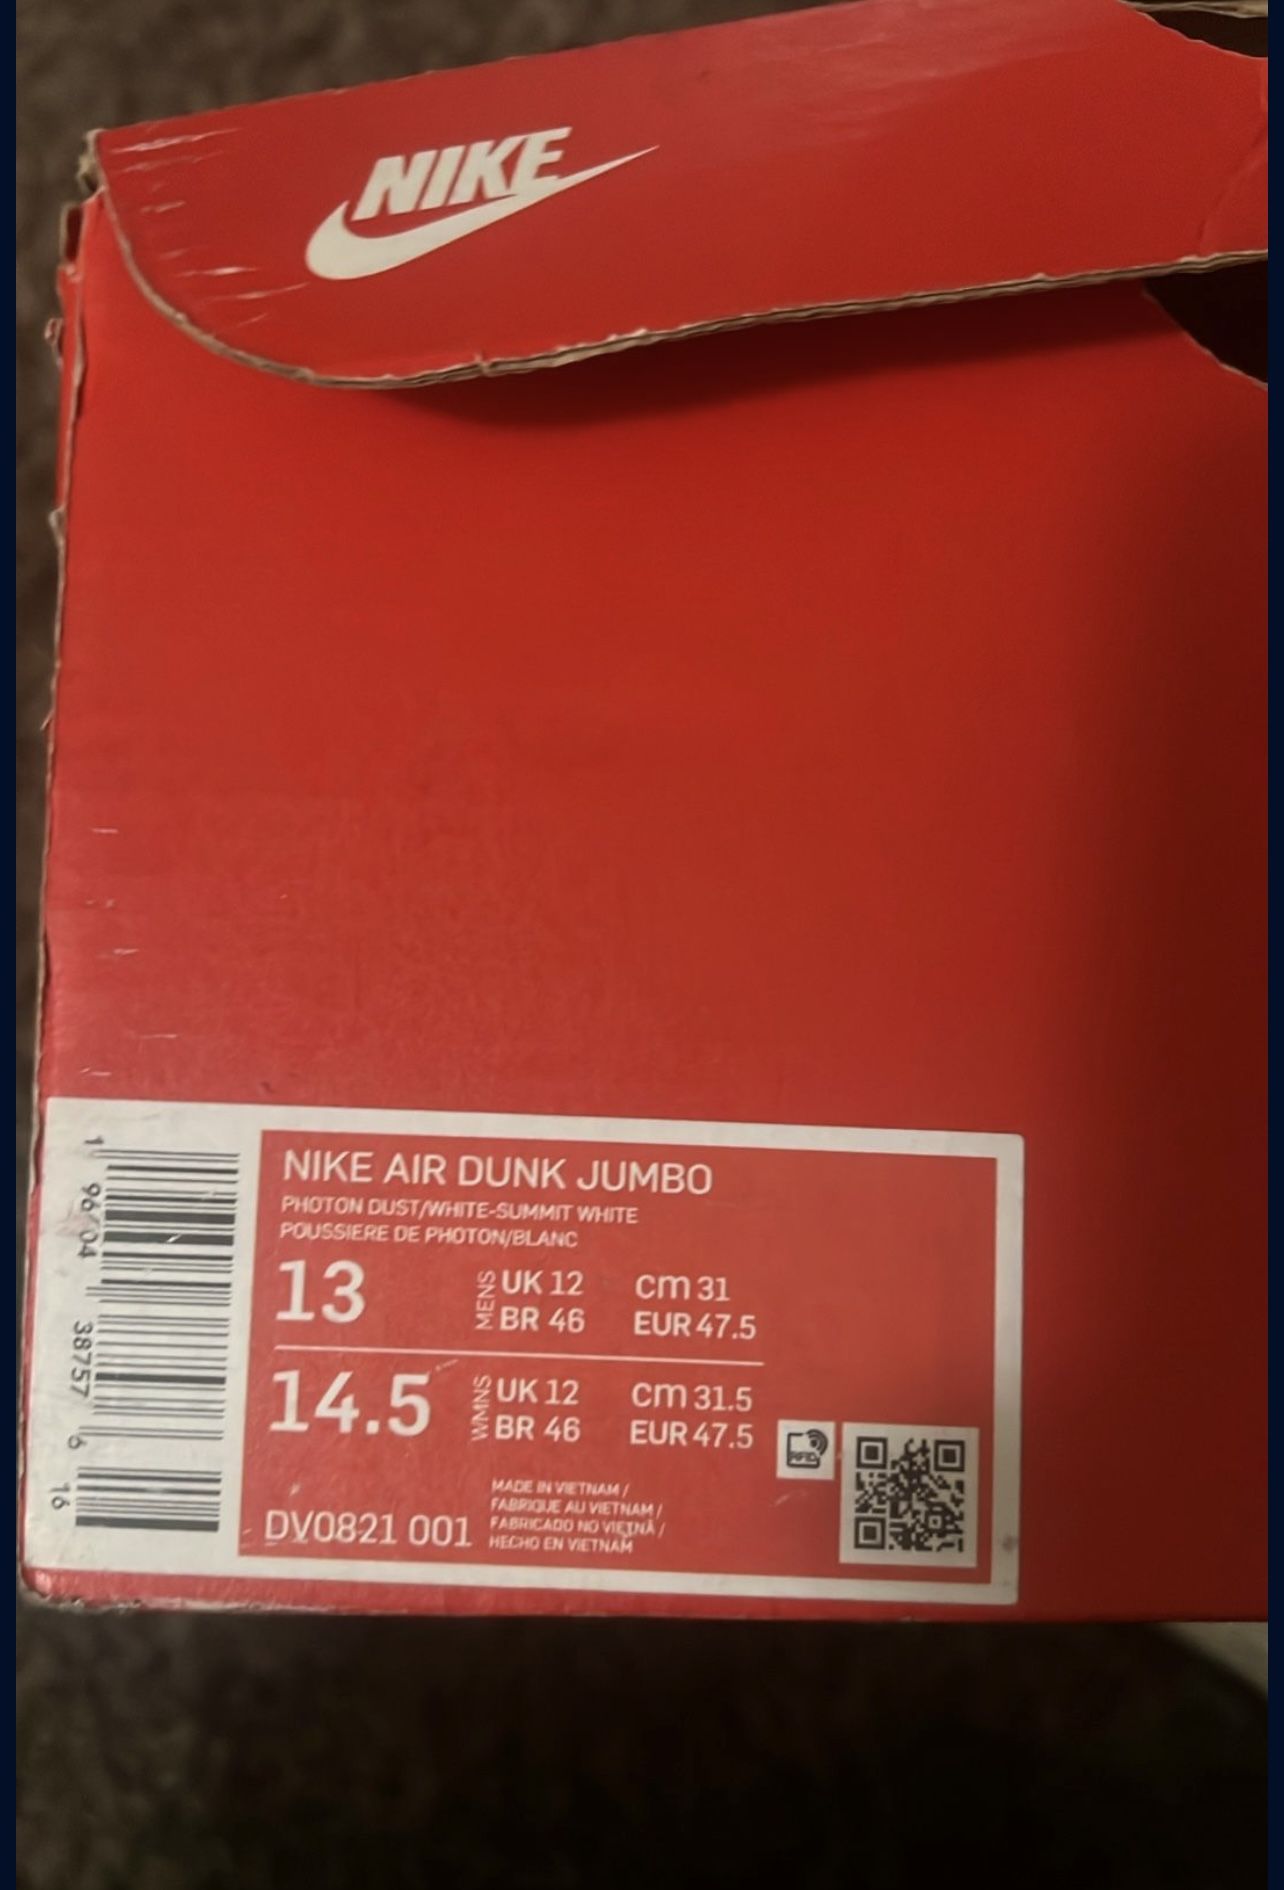 NIKE
NIKE AIR DUNK JUMBO
PHOTON DUST/WHITE-SUMMIT WHITE
POUSSIERE DE PHOTON/BLANC
13 MENS UK 12 cm 31
BR 46 EUR 47.5
14.5 WMNS UK 12 cm 31.5
BR 46 EUR 47.5
MADE IN VIETNAM /
FABRIQUE AU VIETNAM /
FABRICADO NO VIETNÃ /
HECHO EN VIETNAM
DV0821 001
RFID
1 96 04 38757 6 16